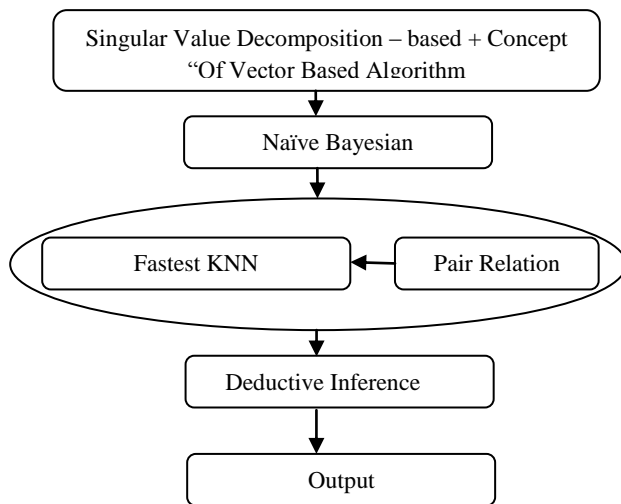 Singular Value Decomposition – based + Concept
“Of Vector Based Algorithm
Naïve Bayesian
Fastest KNN
Pair Relation
Deductive Inference
Output